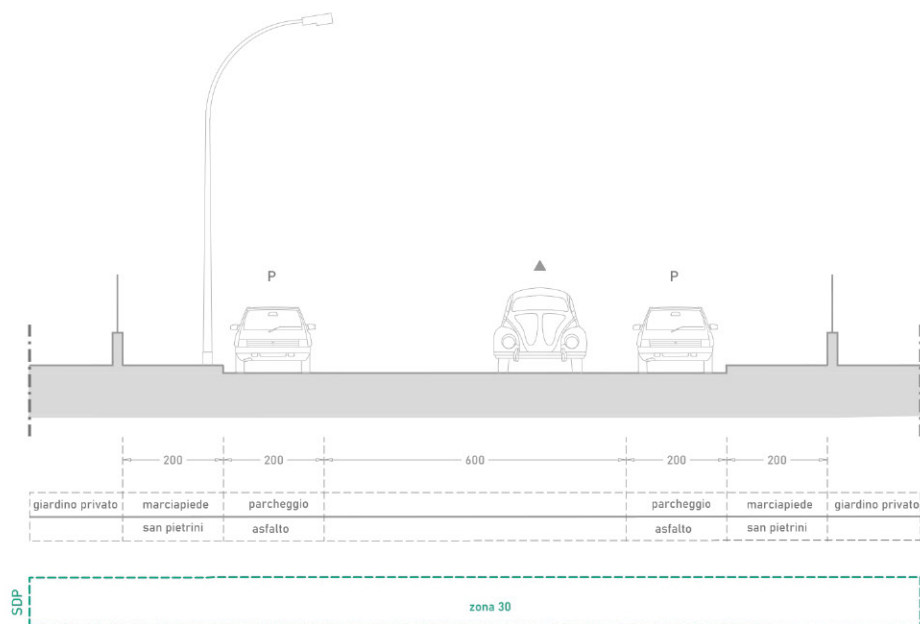 P P
200 200 600 200 200
giardino privato marciapiede parcheggio parcheggio marciapiede giardino privato
san pietrini asfalto asfalto san pietrini
SDP
zona 30